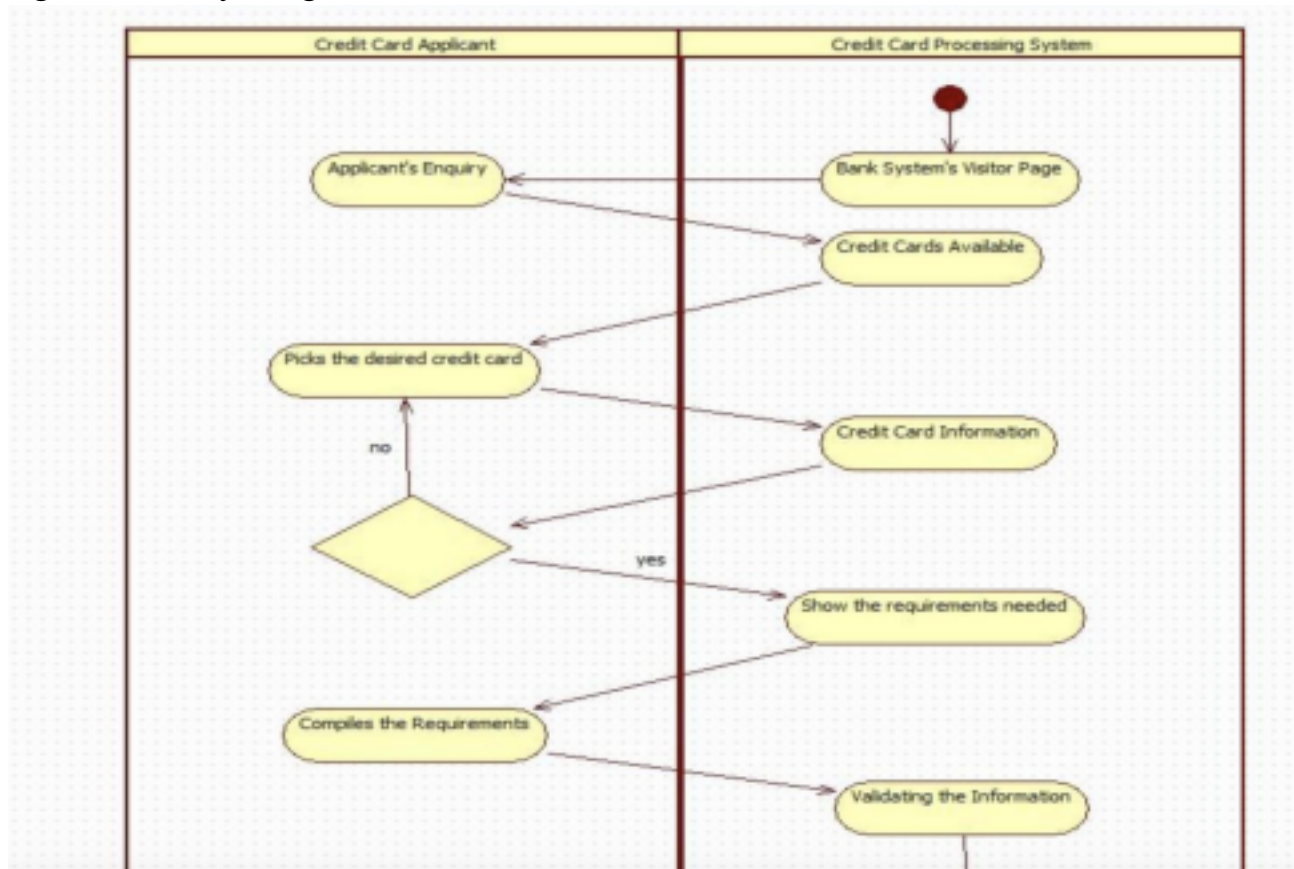 Credit Card Applicant
Credit Card Processing System
Applicant's Enquiry
Bank System's Visitor Page
Credit Cards Available
Picks the desired credit card
Credit Card Information
no
yes
Show the requirements needed
Compiles the Requirements
Validating the Information